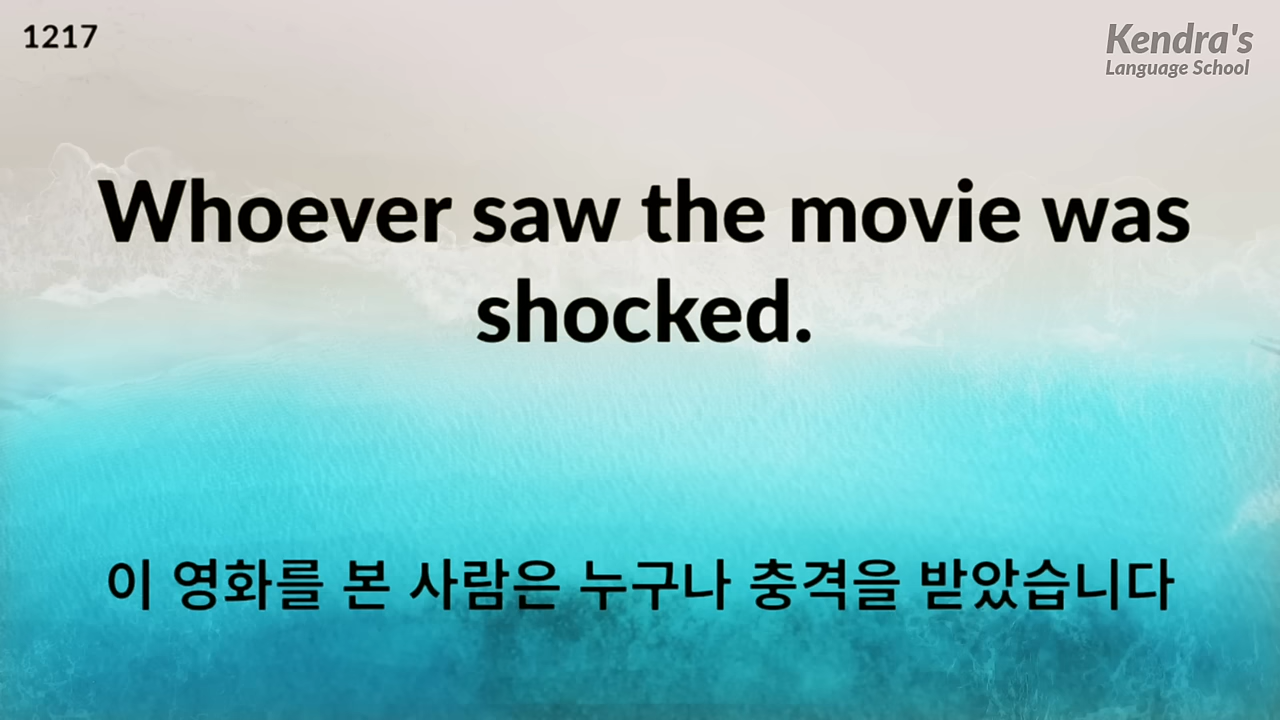 1217
Kendra's
Language School
Whoever saw the movie was
shocked.
이 영화를 본 사람은 누구나 충격을 받았습니다